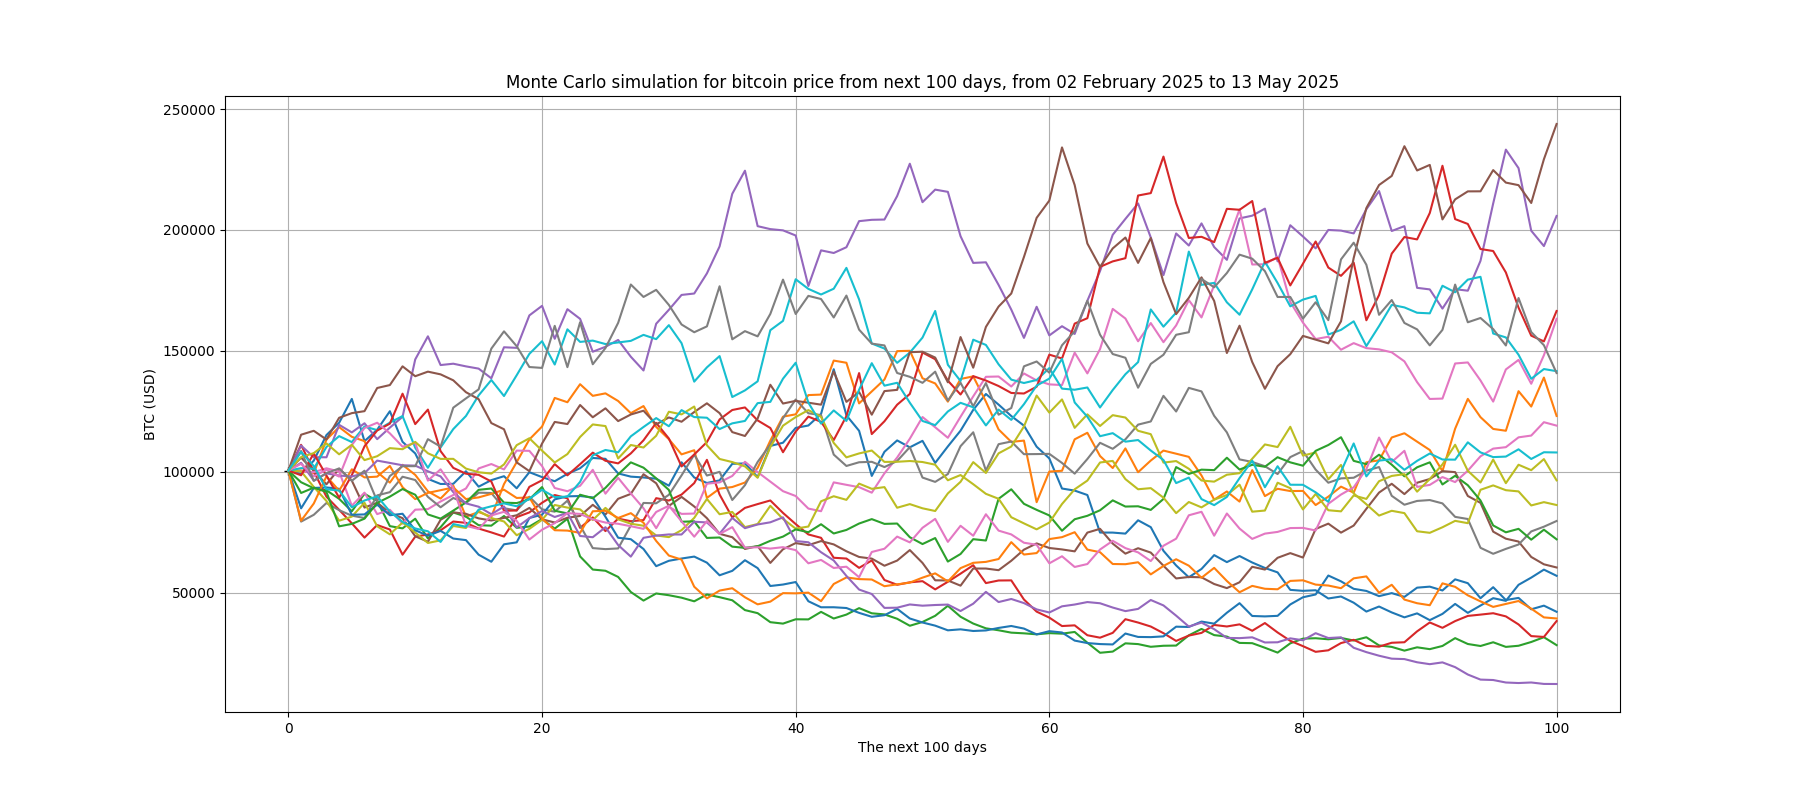 Monte Carlo simulation for bitcoin price from next 100 days, from 02 February 2025 to 13 May 2025
250000
200000
150000
100000
50000
BTC (USD)
0 20 40 60 80 100
The next 100 days